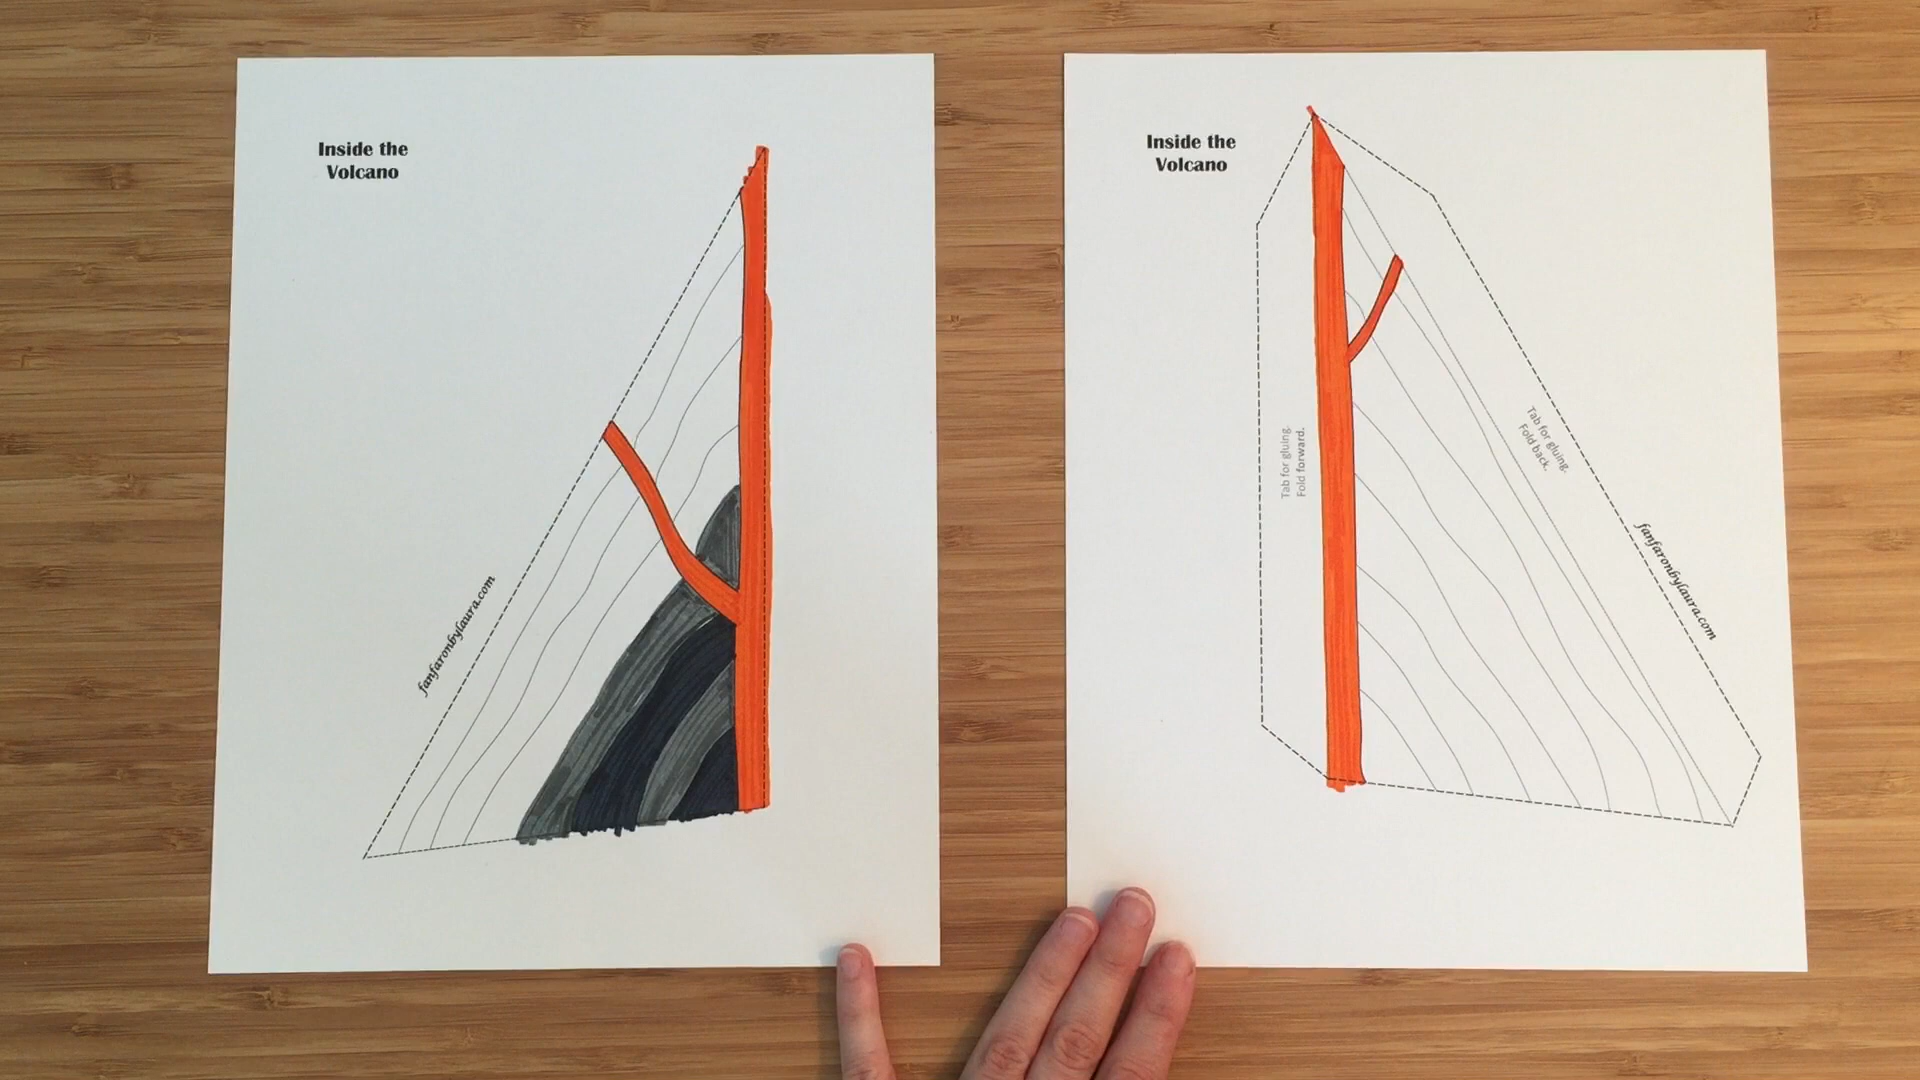 Inside the
Volcano
fanfaronbylaura.com
Inside the
Volcano
Tab for gluing.
Fold forward.
Tab for gluing.
Fold back.
fanfaronbylaura.com